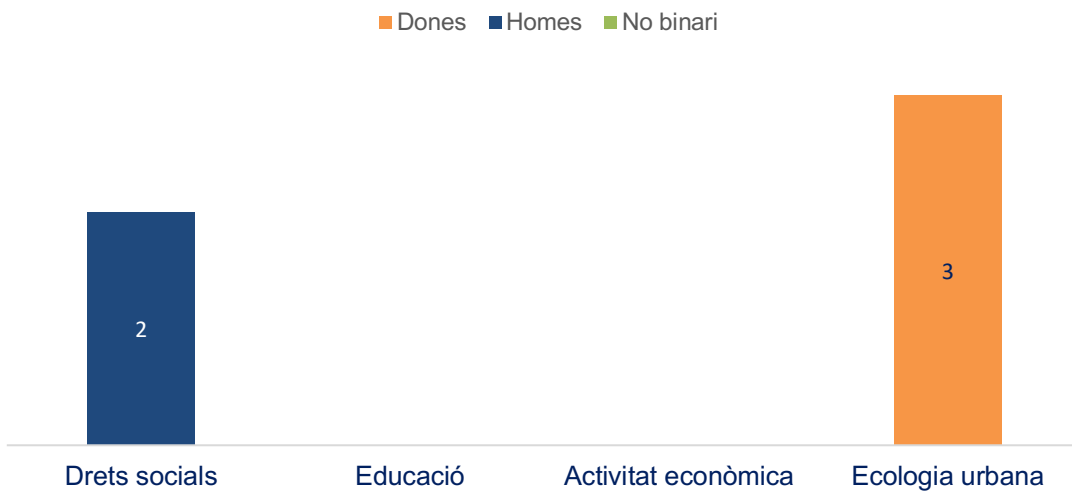 Dones Homes No binari
3
2
Drets socials Educació Activitat econòmica Ecologia urbana